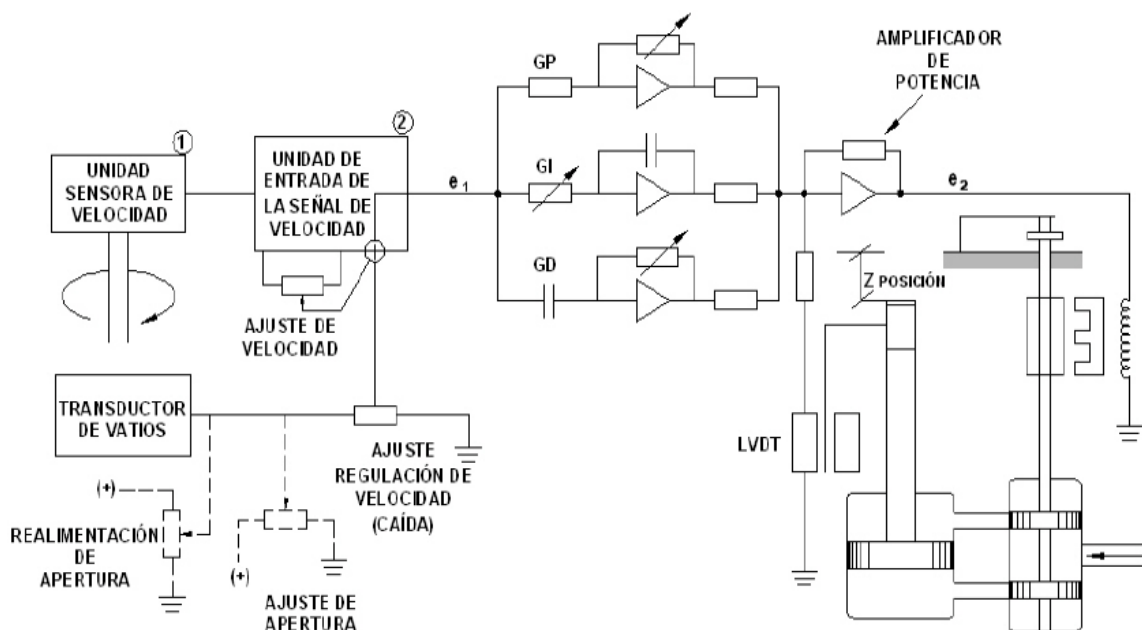 AMPLIFICADOR
DE
POTENCIA
GP
1
2
UNIDAD
SENSORA DE
VELOCIDAD
UNIDAD DE
ENTRADA DE
LA SEÑAL DE
VELOCIDAD
e1
GI
e2
GD
Z POSICIÓN
AJUSTE DE
VELOCIDAD
TRANSDUCTOR
DE VATIOS
AJUSTE
REGULACIÓN DE
VELOCIDAD
(CAÍDA)
LVDT
(+)
REALIMENTACIÓN
DE
APERTURA
(+)
AJUSTE DE
APERTURA